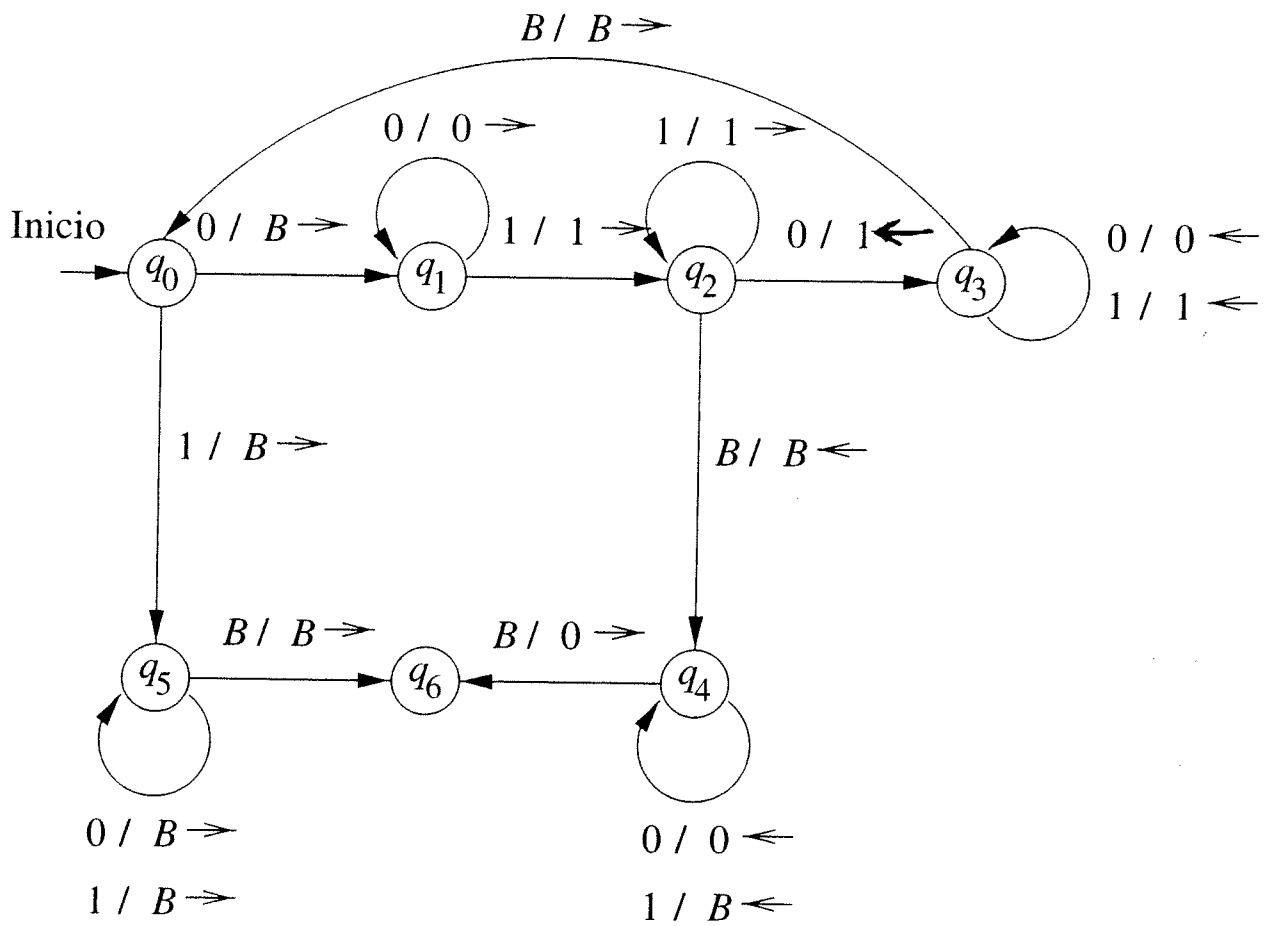 B / B →
0 / 0 → 1 / 1 →
Inicio 0 / B → 1 / 1 → 0 / 1 ← 0 / 0 ←
q0 q1 q2 q3 1 / 1 ←
1 / B → B / B ←
B / B → B / 0 →
q5 q6 q4
0 / B → 0 / 0 ←
1 / B → 1 / B ←